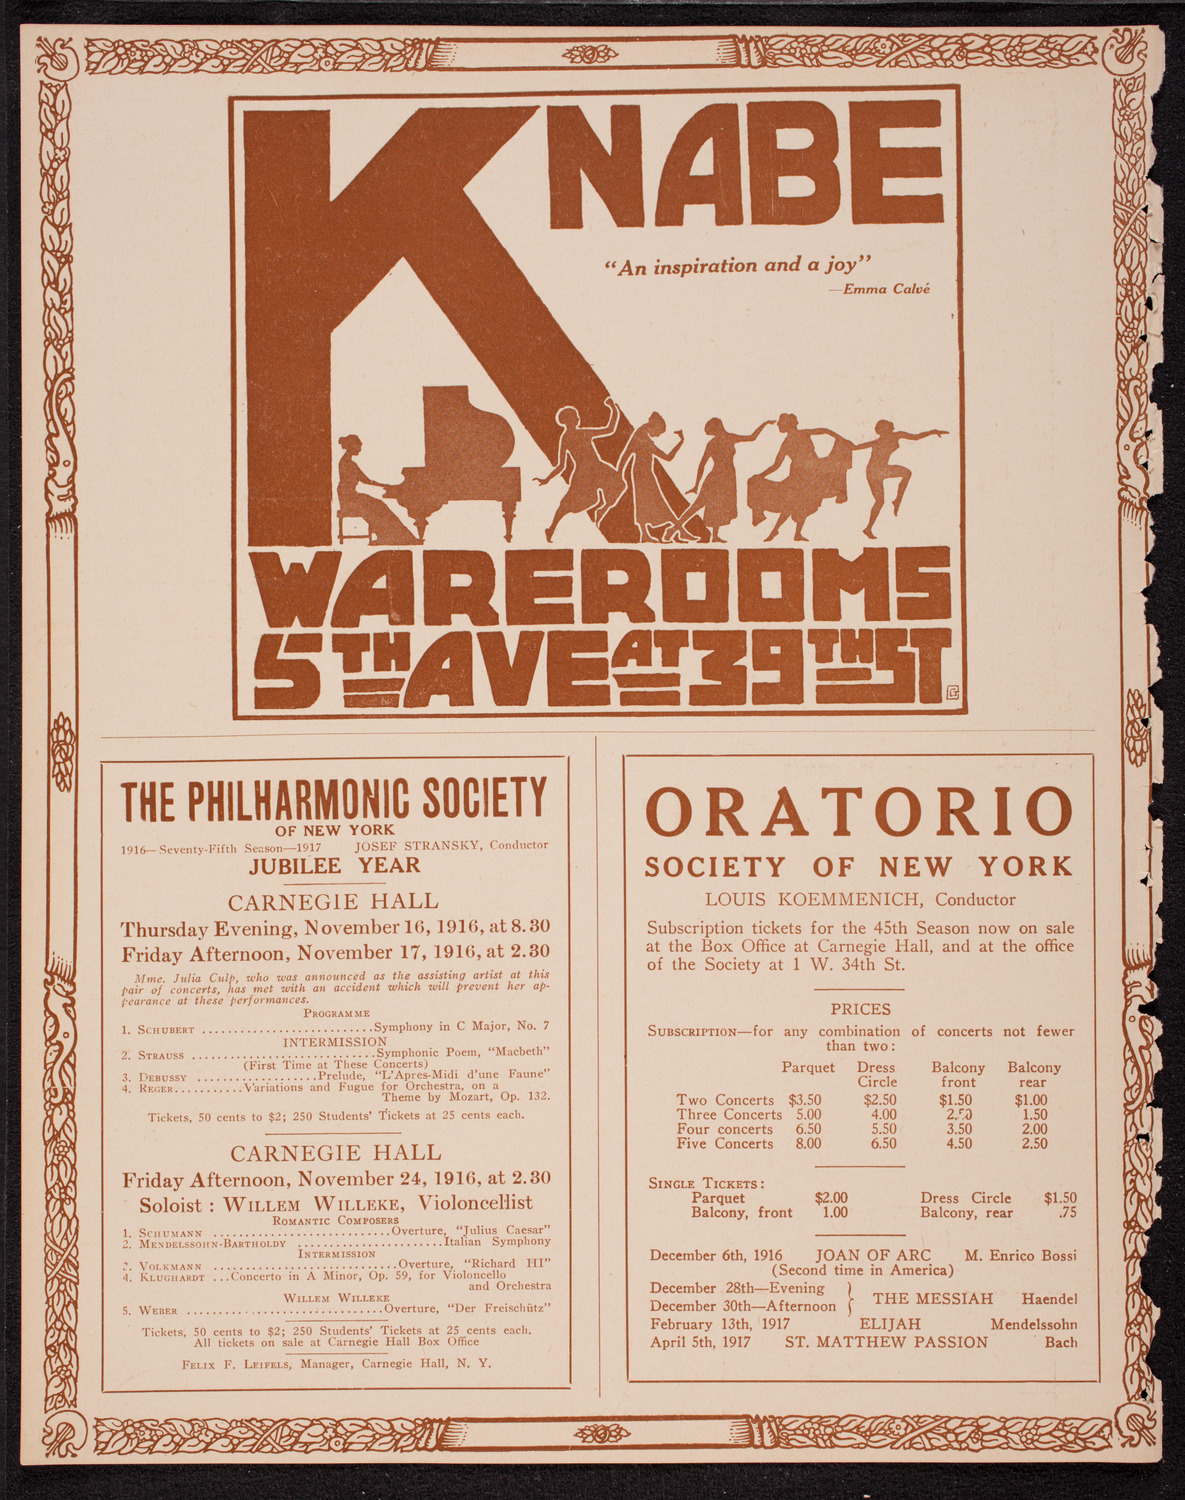 KNABE
“An inspiration and a joy”
—Emma Calvé
WAREROOMS
5TH AVE AT 39TH ST
THE PHILHARMONIC SOCIETY
OF NEW YORK
1916—Seventy-Fifth Season—1917 JOSEF STRANSKY, Conductor
JUBILEE YEAR
CARNEGIE HALL
Thursday Evening, November 16, 1916, at 8.30
Friday Afternoon, November 17, 1916, at 2.30
Mme. Julia Culp, who was announced as the assisting artist at this
pair of concerts, has met with an accident which will prevent her ap-
pearance at these performances.
PROGRAMME
1. SCHUBERT ..........................Symphony in C Major, No. 7
INTERMISSION
2. STRAUSS ............................Symphonic Poem, “Macbeth”
(First Time at These Concerts)
3. DEBUSSY ..................Prelude, “L'Apres-Midi d'une Faune”
4. REGER...........Variations and Fugue for Orchestra, on a
Theme by Mozart, Op. 132.
Tickets, 50 cents to $2; 250 Students' Tickets at 25 cents each.
CARNEGIE HALL
Friday Afternoon, November 24, 1916, at 2.30
Soloist : WILLEM WILLEKE, Violoncellist
ROMANTIC COMPOSERS
1. SCHUMANN ...........................Overture, “Julius Caesar”
2. MENDELSSOHN-BARTHOLDY ......................Italian Symphony
INTERMISSION
3. VOLKMANN ............................Overture, “Richard III”
4. KLUGHARDT ...Concerto in A Minor, Op. 59, for Violoncello
and Orchestra
WILLEM WILLEKE
5. WEBER ..............................Overture, “Der Freischütz”
Tickets, 50 cents to $2; 250 Students' Tickets at 25 cents each.
All tickets on sale at Carnegie Hall Box Office
FELIX F. LEIFELS, Manager, Carnegie Hall, N. Y.
ORATORIO
SOCIETY OF NEW YORK
LOUIS KOEMMENICH, Conductor
Subscription tickets for the 45th Season now on sale
at the Box Office at Carnegie Hall, and at the office
of the Society at 1 W. 34th St.
PRICES
SUBSCRIPTION—for any combination of concerts not fewer
than two:
Parquet Dress Balcony Balcony
Circle front rear
Two Concerts $3.50 $2.50 $1.50 $1.00
Three Concerts 5.00 4.00 2.50 1.50
Four concerts 6.50 5.50 3.50 2.00
Five Concerts 8.00 6.50 4.50 2.50
SINGLE TICKETS:
Parquet $2.00 Dress Circle $1.50
Balcony, front 1.00 Balcony, rear .75
December 6th, 1916 JOAN OF ARC M. Enrico Bossi
(Second time in America)
December 28th—Evening
December 30th—Afternoon } THE MESSIAH Haendel
February 13th, 1917 ELIJAH Mendelssohn
April 5th, 1917 ST. MATTHEW PASSION Bach